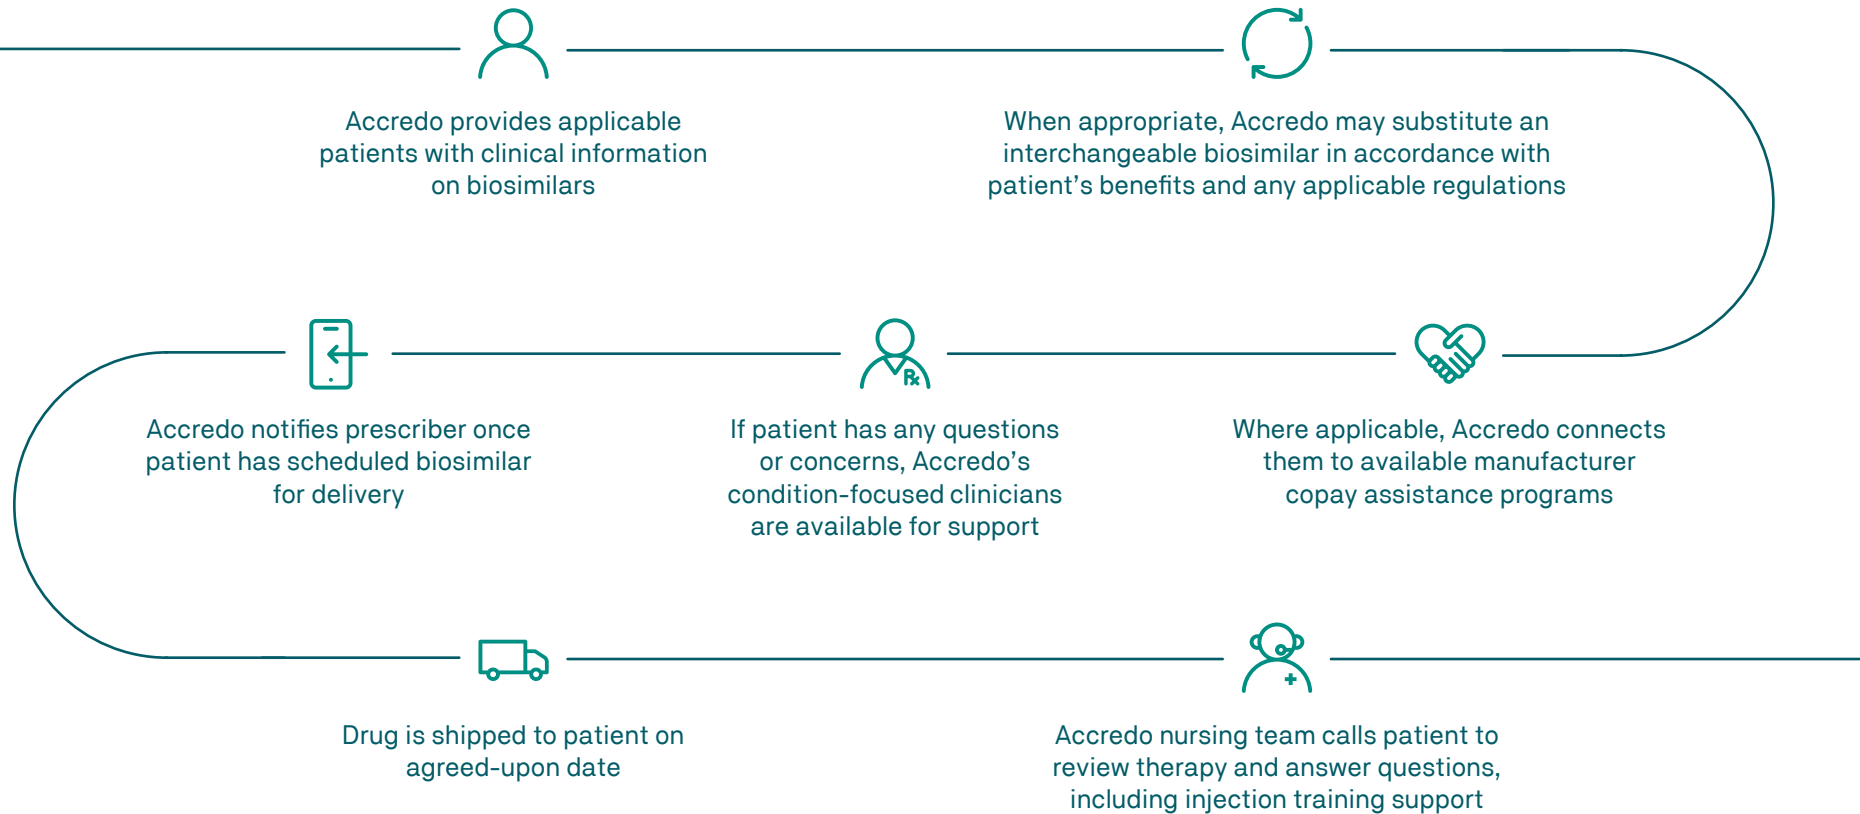 Accredo provides applicable
patients with clinical information
on biosimilars
When appropriate, Accredo may substitute an
interchangeable biosimilar in accordance with
patient’s benefits and any applicable regulations
Where applicable, Accredo connects
them to available manufacturer
copay assistance programs
Rx
If patient has any questions
or concerns, Accredo’s
condition-focused clinicians
are available for support
Accredo notifies prescriber once
patient has scheduled biosimilar
for delivery
Drug is shipped to patient on
agreed-upon date
Accredo nursing team calls patient to
review therapy and answer questions,
including injection training support